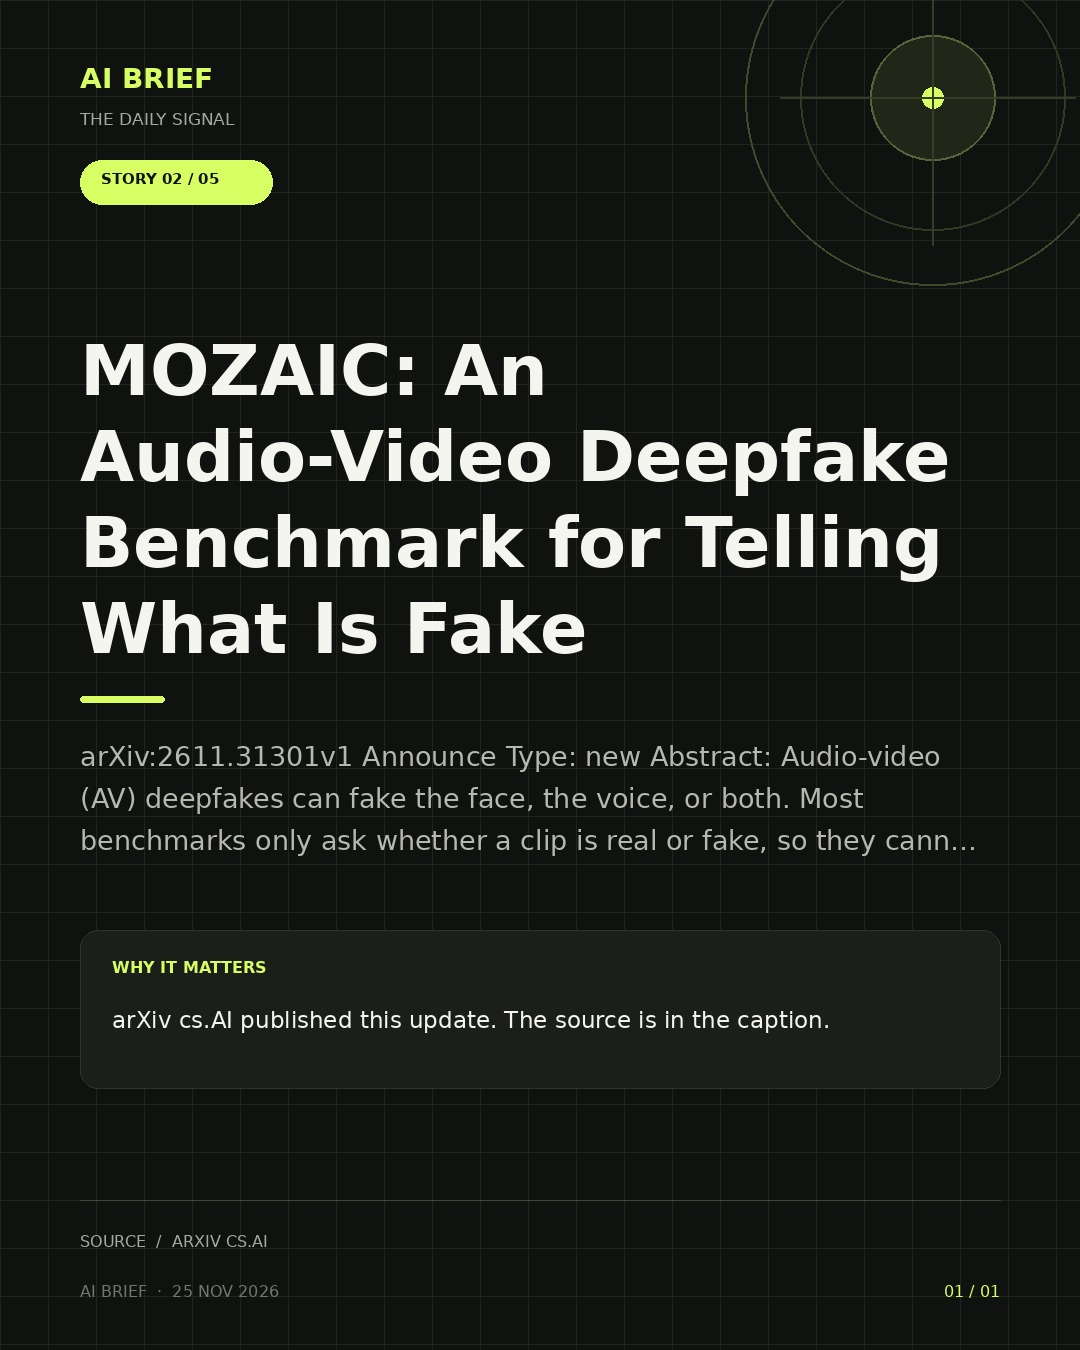 AI BRIEF
THE DAILY SIGNAL
STORY 02 / 05
MOZAIC: An
Audio-Video Deepfake
Benchmark for Telling
What Is Fake
arXiv:2611.31301v1 Announce Type: new Abstract: Audio-video
(AV) deepfakes can fake the face, the voice, or both. Most
benchmarks only ask whether a clip is real or fake, so they cann...
WHY IT MATTERS
arXiv cs.AI published this update. The source is in the caption.
SOURCE / ARXIV CS.AI
AI BRIEF · 25 NOV 2026
01 / 01